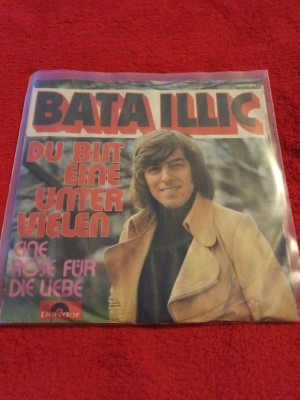 BATA ILLIC
DU BIST
EINE
UNTER
VIELEN
EINE
ROSE FÜR
DIE LIEBE
Polydor